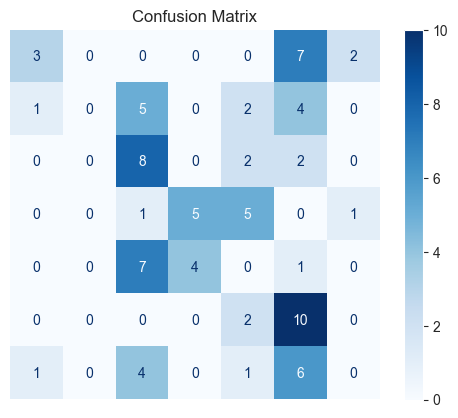 Confusion Matrix
3 0 0 0 0 7 2
1 0 5 0 2 4 0
0 0 8 0 2 2 0
0 0 1 5 5 0 1
0 0 7 4 0 1 0
0 0 0 0 2 10 0
1 0 4 0 1 6 0
10
8
6
4
2
0